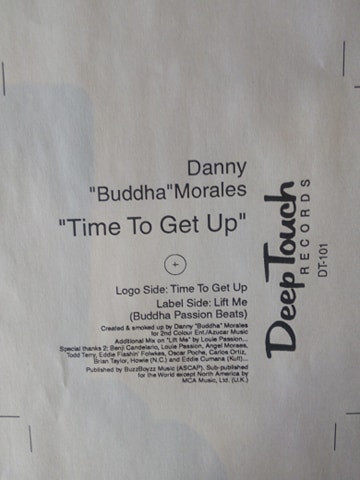 Danny
"Buddha"Morales
"Time To Get Up"
Logo Side: Time To Get Up
Label Side: Lift Me
(Buddha Passion Beats)
Created & smoked up by Danny "Buddha" Morales
for 2nd Colour Ent./Azucar Music
Additional Mix on "Lift Me" by Louie Passion...
Special thanks 2: Benji Candelario, Louis Passion, Angel Moraes,
Todd Terry, Eddie Flashin' Folwkes, Oscar Poche, Carlos Ortiz,
Brian Taylor, Howie (N.C.) and Eddie Cumana (Kult)...
Published by BuzzBoyzz Music (ASCAP). Sub-published
for the World except North America by
MCA Music, Ltd. (U.K.)
Deep Touch
RECORDS
DT-101